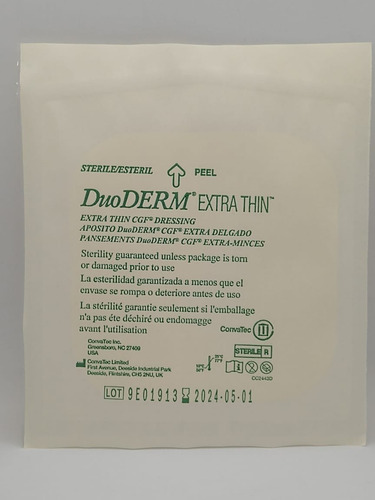 STERILE/ESTERIL PEEL
DuoDERM® EXTRA THIN™
EXTRA THIN CGF® DRESSING
APOSITO DuoDERM® CGF® EXTRA DELGADO
PANSEMENTS DuoDERM® CGF® EXTRA-MINCES
Sterility guaranteed unless package is torn
or damaged prior to use
La esterilidad garantizada a menos que el
envase se rompa o deteriore antes de uso
La stérilité garantie seulement si l'emballage
n'a pas éte déchiré ou endomagge
avant l'utilisation
ConvaTec
ConvaTec Inc.
Greensboro, NC 27409
USA
STERILE R
ConvaTec Limited
First Avenue, Deeside Industrial Park
Deeside, Flintshire, CH5 2NU, UK
LOT 9E01913 2024-05-01